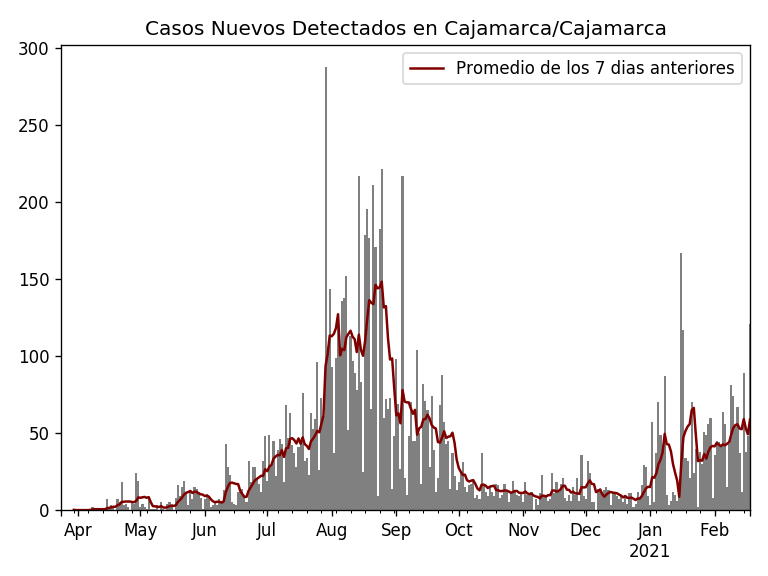 Casos Nuevos Detectados en Cajamarca/Cajamarca
Promedio de los 7 dias anteriores
300
250
200
150
100
50
0
Apr May Jun Jul Aug Sep Oct Nov Dec Jan Feb
2021